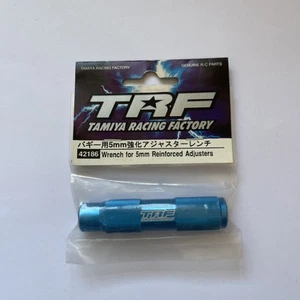 TAMIYA RACING FACTORY
GENUINE R/C PARTS
TRF
TAMIYA RACING FACTORY
バギー用5mm強化アジャスターレンチ
42186 Wrench for 5mm Reinforced Adjusters
TRF